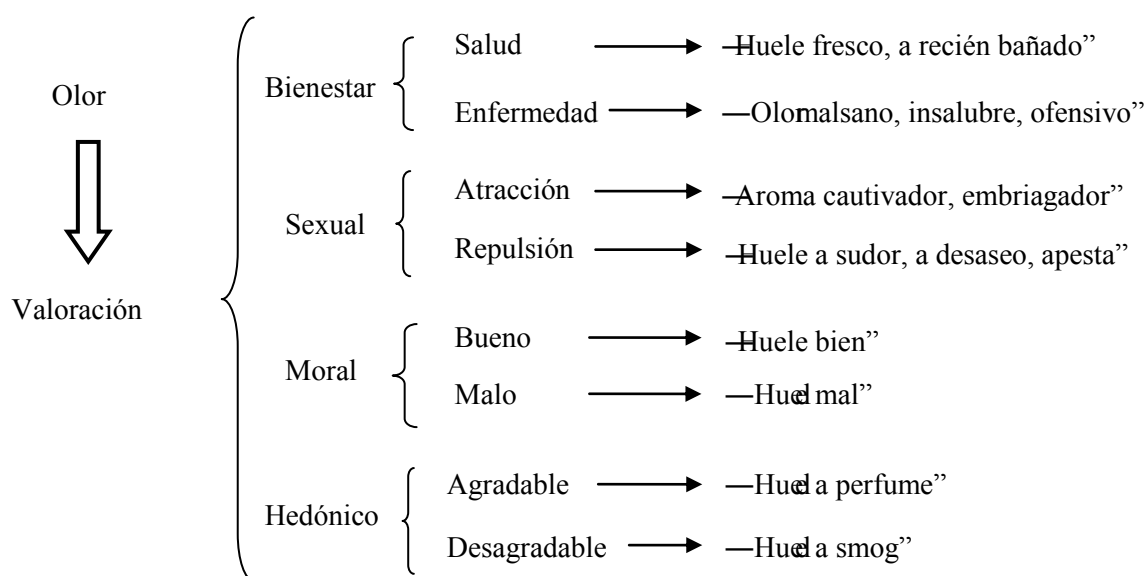 Salud —Huele fresco, a recién bañado”
Bienestar
Olor
Enfermedad —Olor malsano, insalubre, ofensivo”
Atracción —Aroma cautivador, embriagador”
Sexual
Repulsión —Huele a sudor, a desaseo, apesta”
Valoración
Bueno —Huele bien”
Moral
Malo —Huele mal”
Agradable —Huele a perfume”
Hedónico
Desagradable —Huele a smog”